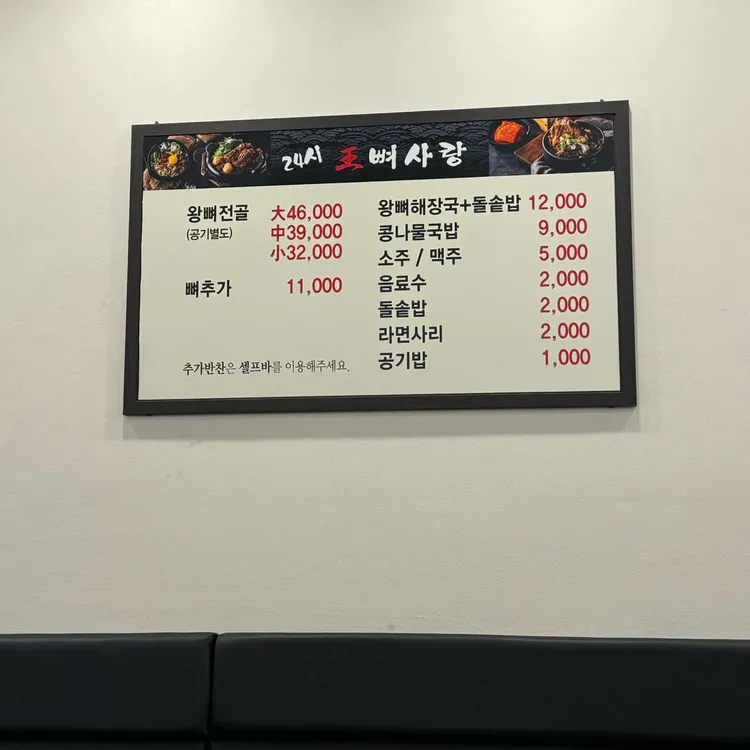 24시 王뼈사랑
왕뼈전골 大46,000
(공기별도) 中39,000
小32,000
뼈추가 11,000
추가반찬은 셀프바를 이용해주세요.
왕뼈해장국+돌솥밥 12,000
콩나물국밥 9,000
소주 / 맥주 5,000
음료수 2,000
돌솥밥 2,000
라면사리 2,000
공기밥 1,000